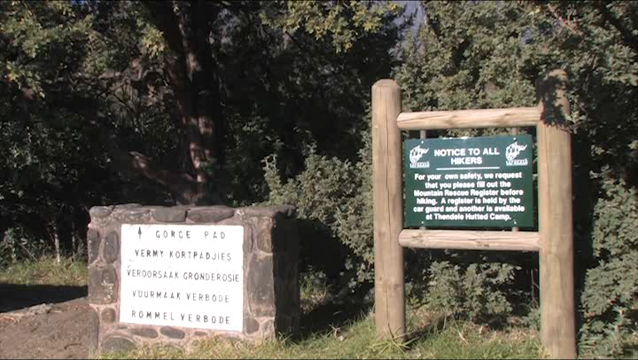 GORGE PAD
VERMY KORTPADJIES
VEROORSAAK GRONDEROSIE
VUURMAAK VERBODE
ROMMEL VERBODE
NOTICE TO ALL
HIKERS
For your own safety, we request
that you please fill out the
Mountain Rescue Register before
hiking. A register is held by the
car guard and another is available
at Thendele Hutted Camp.